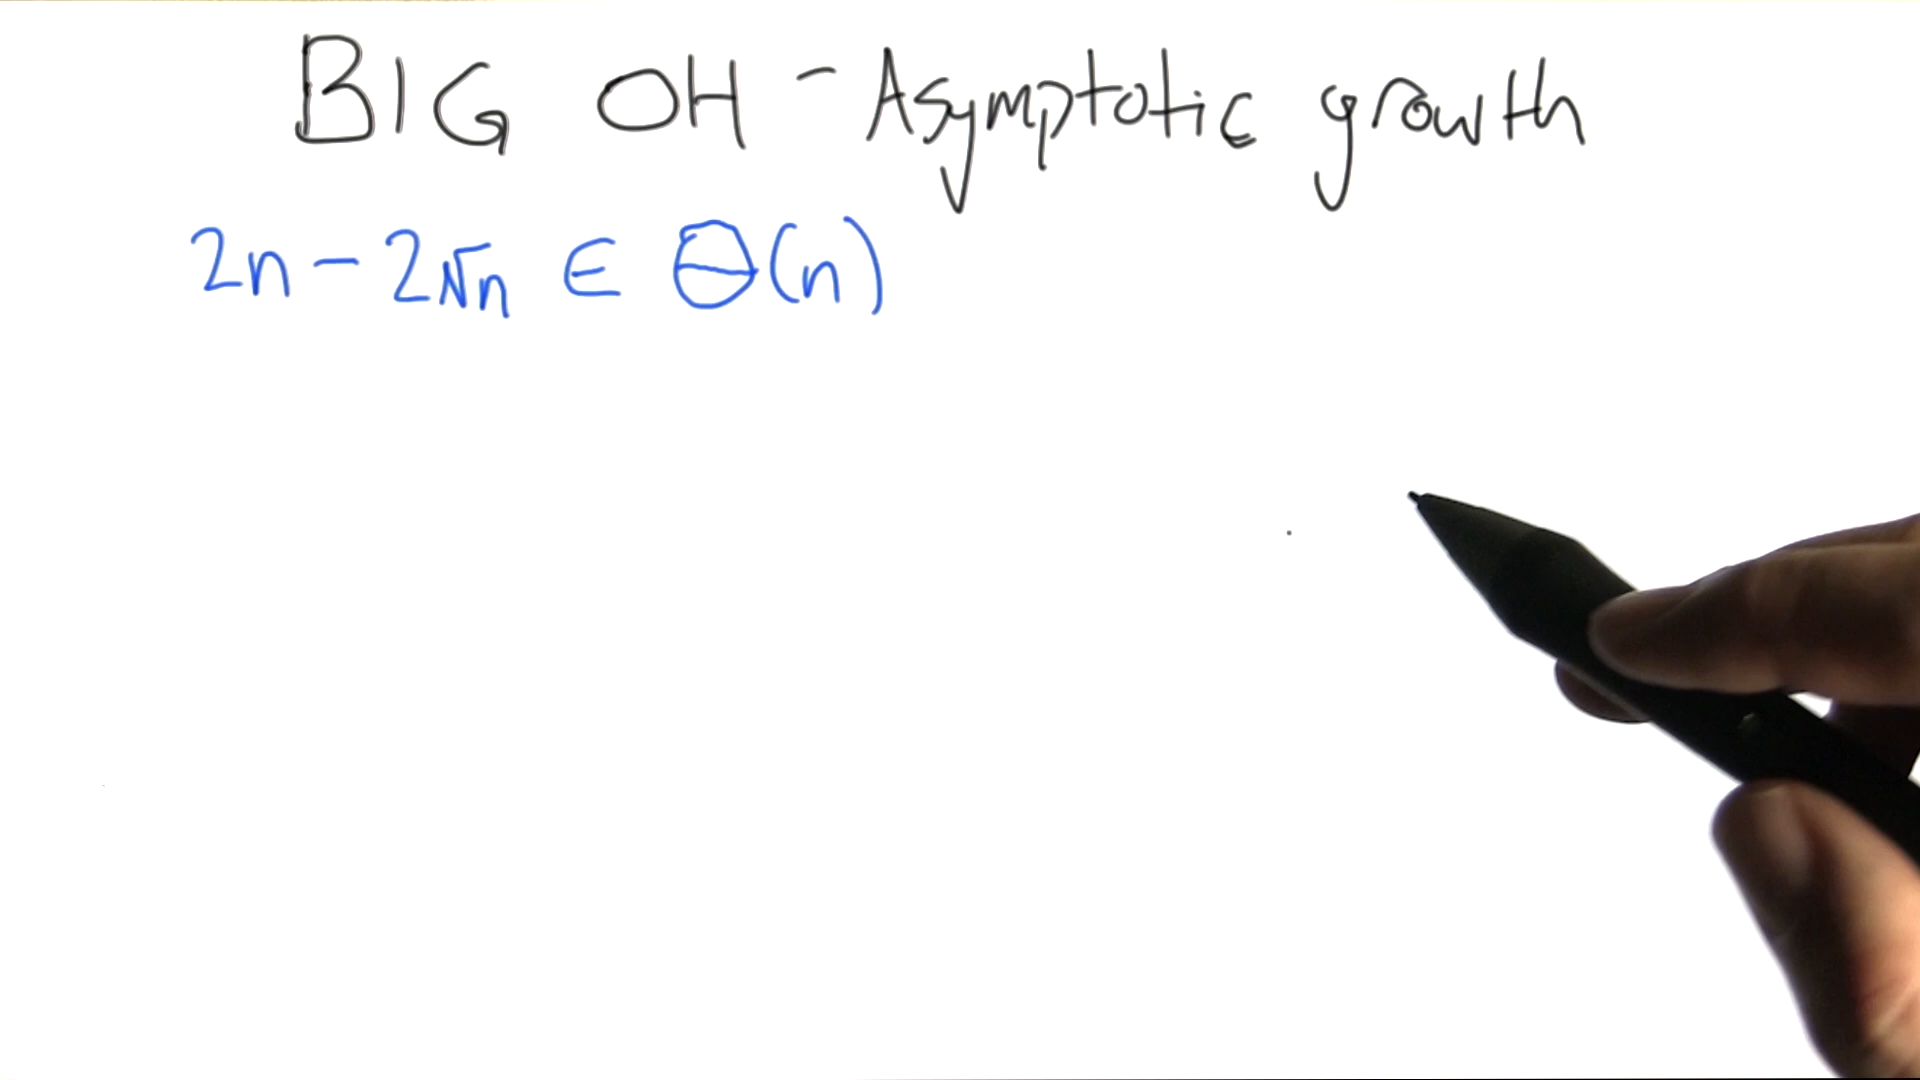 BIG OH - Asymptotic growth
2n - 2√n ∈ Θ(n)